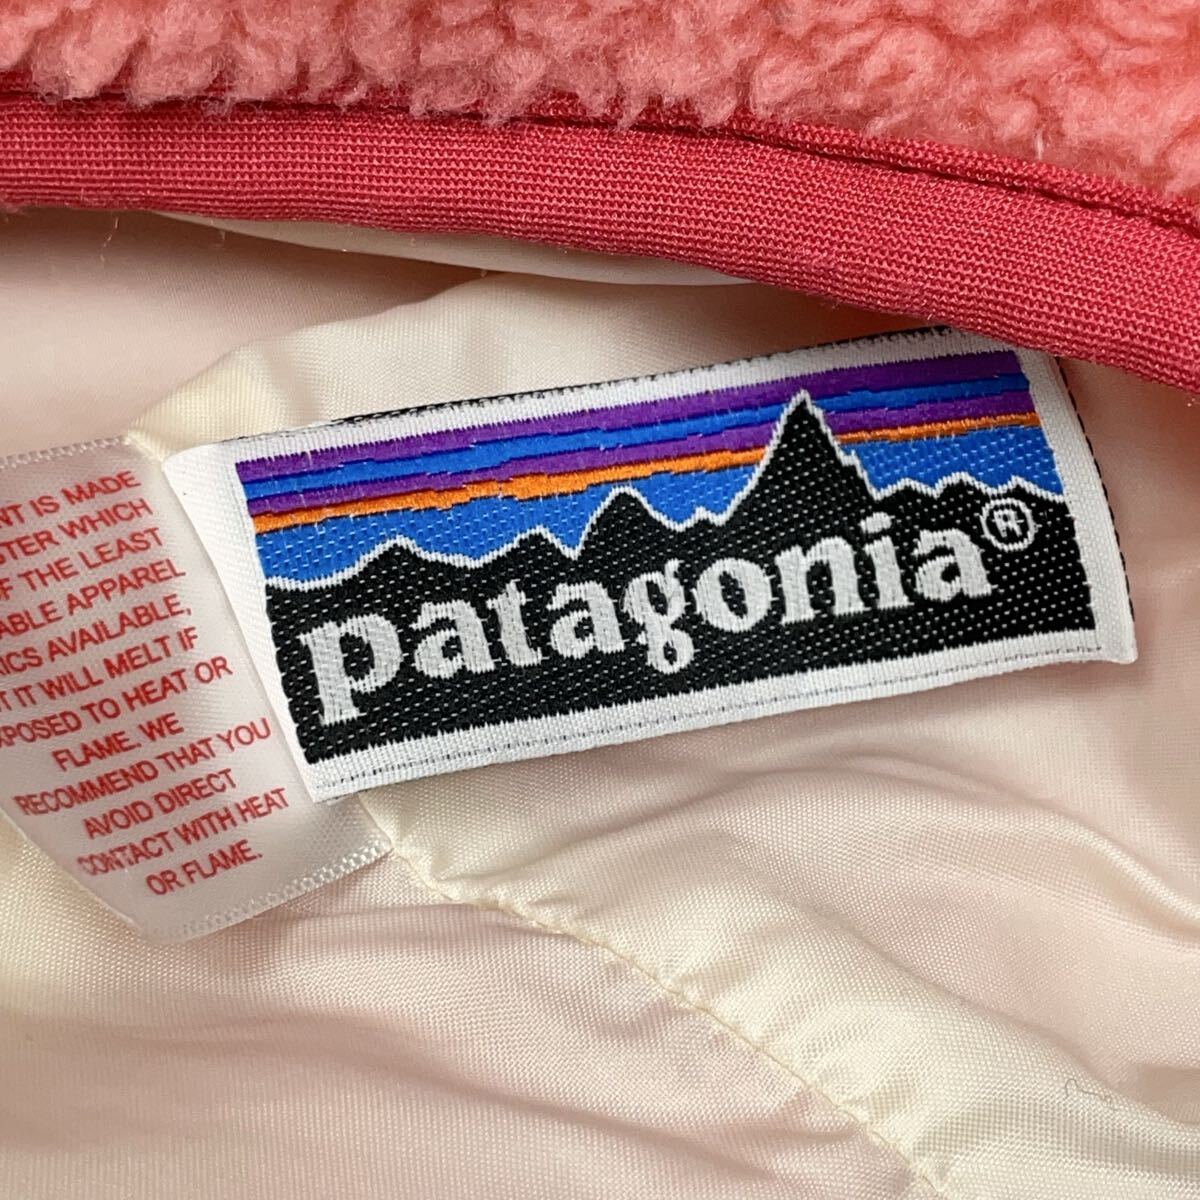 NT IS MADE
STER WHICH
F THE LEAST
ABLE APPAREL
ICS AVAILABLE,
T IT WILL MELT IF
POSED TO HEAT OR
FLAME. WE
RECOMMEND THAT YOU
AVOID DIRECT
CONTACT WITH HEAT
OR FLAME.
patagonia®